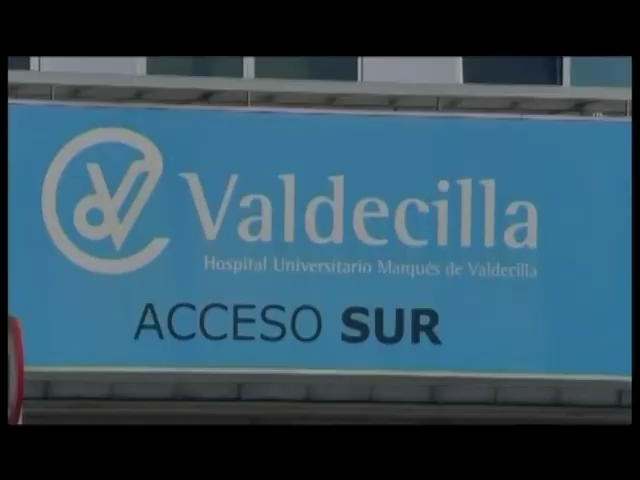 Valdecilla
Hospital Universitario Marqués de Valdecilla
ACCESO SUR